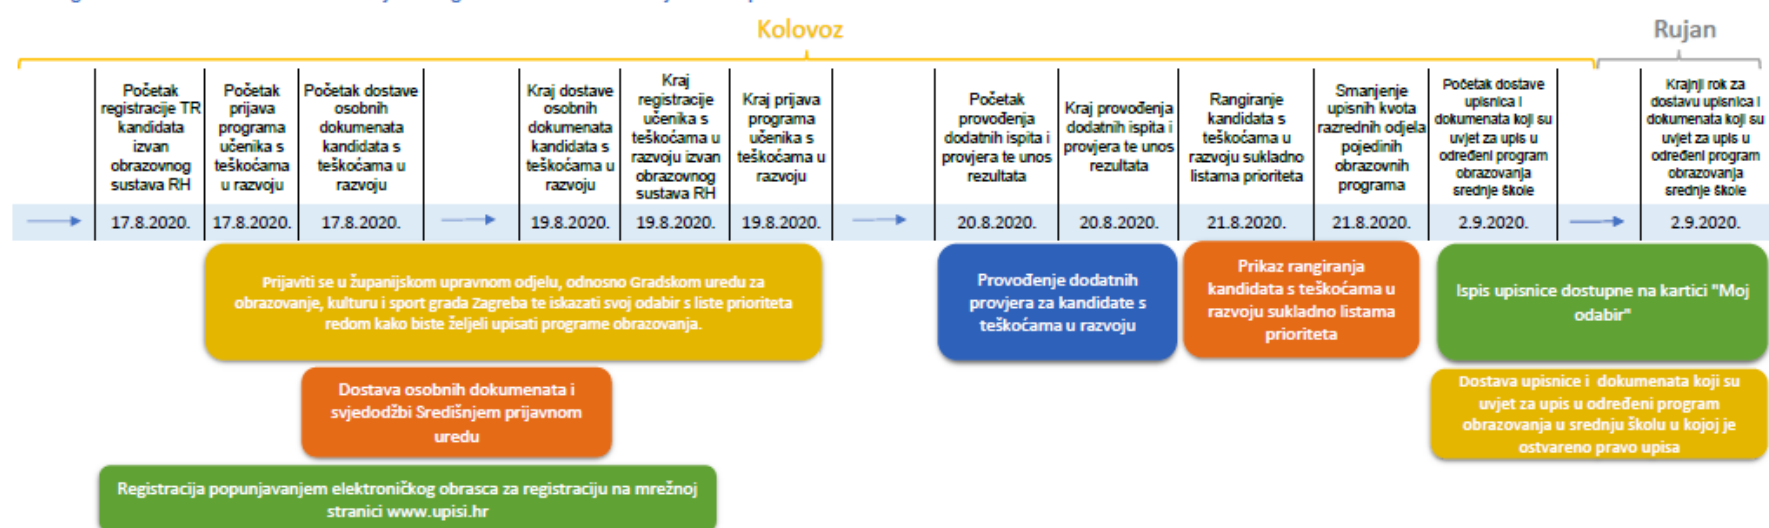 Kolovoz
Rujan
Početak
registracije TR
kandidata
izvan
obrazovnog
sustava RH
Početak
prijava
programa
učenika s
teškoćama
u razvoju
Početak dostave
osobnih
dokumenata
kandidata s
teškoćama u
razvoju
Kraj dostave
osobnih
dokumenata
kandidata s
teškoćama u
razvoju
Kraj
registracije
učenika s
teškoćama u
razvoju izvan
obrazovnog
sustava RH
Kraj prijava
programa
učenika s
teškoćama u
razvoju
Početak
provođenja
dodatnih ispita i
provjera te unos
rezultata
Kraj provođenja
dodatnih ispita i
provjera te unos
rezultata
Rangiranje
kandidata s
teškoćama u
razvoju sukladno
listama prioriteta
Smanjenje
upisnih kvota
razrednih odjela
pojedinih
obrazovnih
programa
Početak dostave
upisnica i
dokumenata koji su
uvjet za upis u
određeni program
obrazovanja
srednje škole
Krajnji rok za
dostavu upisnica i
dokumenata koji su
uvjet za upis u
određeni program
obrazovanja
srednje škole
17.8.2020.
17.8.2020.
17.8.2020.
19.8.2020.
19.8.2020.
19.8.2020.
20.8.2020.
20.8.2020.
21.8.2020.
21.8.2020.
2.9.2020.
2.9.2020.
Prijaviti se u županijskom upravnom odjelu, odnosno Gradskom uredu za
obrazovanje, kulturu i sport grada Zagreba te iskazati svoj odabir s liste prioriteta
redom kako biste željeli upisati programe obrazovanja.
Provođenje dodatnih
provjera za kandidate s
teškoćama u razvoju
Prikaz rangiranja
kandidata s teškoćama u
razvoju sukladno listama
prioriteta
Ispis upisnice dostupne na kartici "Moj
odabir"
Dostava osobnih dokumenata i
svjedodžbi Središnjem prijavnom
uredu
Dostava upisnice i dokumenata koji su
uvjet za upis u određeni program
obrazovanja u srednju školu u kojoj je
ostvareno pravo upisa
Registracija popunjavanjem elektroničkog obrasca za registraciju na mrežnoj
stranici www.upisi.hr